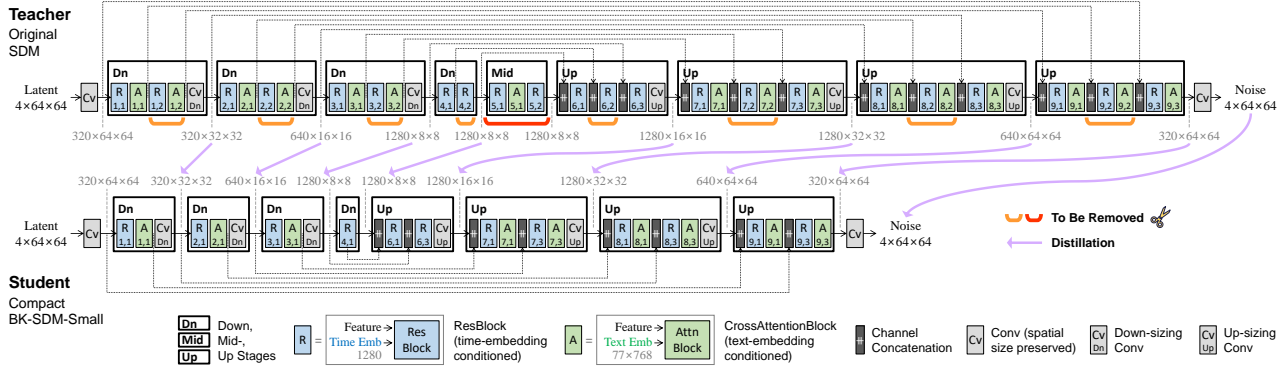 Teacher
Original
SDM
Latent
4×64×64
Cv
Dn
R 1,1 A 1,1 R 1,2 A 1,2 Cv Dn
Dn
R 2,1 A 2,1 R 2,2 A 2,2 Cv Dn
Dn
R 3,1 A 3,1 R 3,2 A 3,2 Cv Dn
Dn
R 4,1 R 4,2
Mid
R 5,1 A 5,1 R 5,2
Up
⧺ R 6,1 ⧺ R 6,2 ⧺ R 6,3 Cv Up
Up
⧺ R 7,1 A 7,1 ⧺ R 7,2 A 7,2 ⧺ R 7,3 A 7,3 Cv Up
Up
⧺ R 8,1 A 8,1 ⧺ R 8,2 A 8,2 ⧺ R 8,3 A 8,3 Cv Up
Up
⧺ R 9,1 A 9,1 ⧺ R 9,2 A 9,2 ⧺ R 9,3 A 9,3
Cv
Noise
4×64×64
320×64×64 320×32×32 640×16×16 1280×8×8 1280×8×8 1280×8×8 1280×16×16 1280×32×32 640×64×64 320×64×64
320×64×64 320×32×32 640×16×16 1280×8×8 1280×8×8 1280×16×16 1280×32×32 640×64×64 320×64×64
Latent
4×64×64
Cv
Dn
R 1,1 A 1,1 Cv Dn
Dn
R 2,1 A 2,1 Cv Dn
Dn
R 3,1 A 3,1 Cv Dn
Dn
R 4,1
Up
⧺ R 6,1 ⧺ R 6,3 Cv Up
Up
⧺ R 7,1 A 7,1 ⧺ R 7,3 A 7,3 Cv Up
Up
⧺ R 8,1 A 8,1 ⧺ R 8,3 A 8,3 Cv Up
Up
⧺ R 9,1 A 9,1 ⧺ R 9,3 A 9,3
Cv
Noise
4×64×64
To Be Removed
Distillation
Student
Compact
BK-SDM-Small
Dn Down,
Mid Mid-,
Up Up Stages
R =
Feature
Time Emb
1280
Res
Block
ResBlock
(time-embedding
conditioned)
A =
Feature
Text Emb
77×768
Attn
Block
CrossAttentionBlock
(text-embedding
conditioned)
⧺ Channel
Concatenation
Cv Conv (spatial
size preserved)
Cv Dn Down-sizing
Conv
Cv Up Up-sizing
Conv